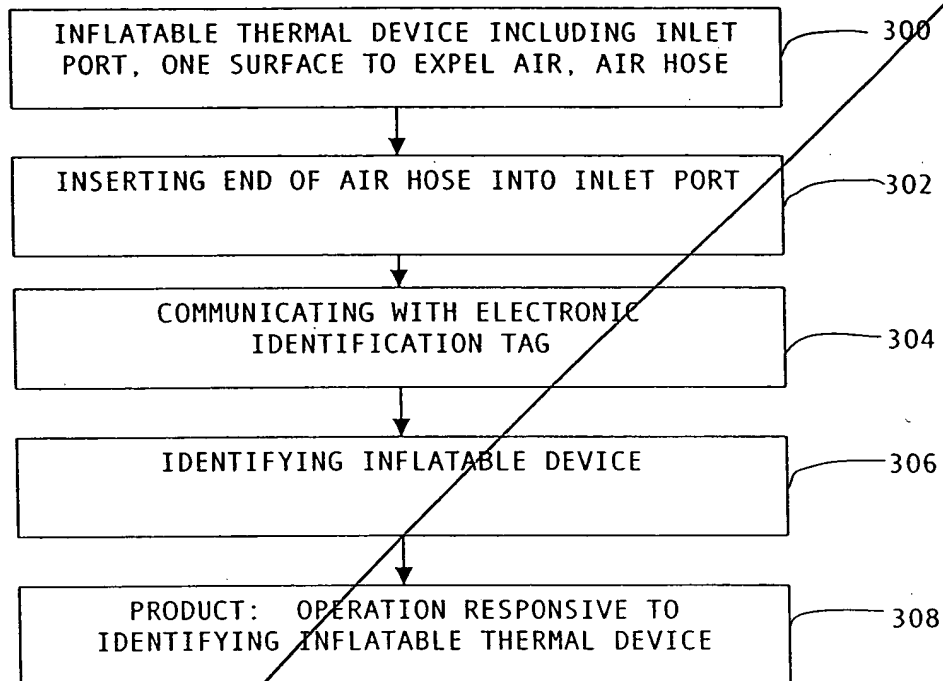 INFLATABLE THERMAL DEVICE INCLUDING INLET
PORT, ONE SURFACE TO EXPEL AIR, AIR HOSE
300
INSERTING END OF AIR HOSE INTO INLET PORT
302
COMMUNICATING WITH ELECTRONIC
IDENTIFICATION TAG
304
IDENTIFYING INFLATABLE DEVICE
306
PRODUCT: OPERATION RESPONSIVE TO
IDENTIFYING INFLATABLE THERMAL DEVICE
308